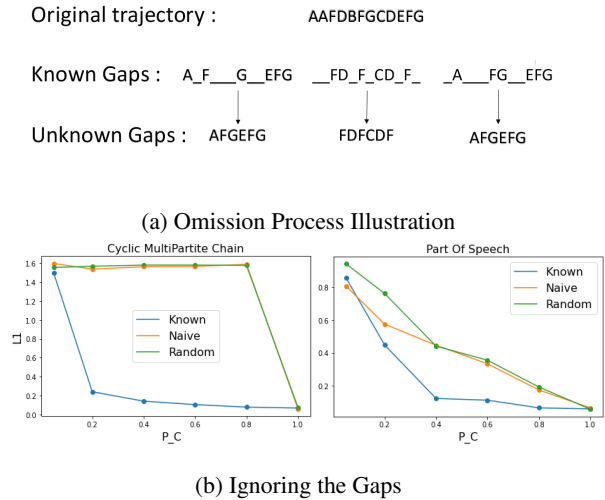 Original trajectory : AAFDBFGCDEFG
Known Gaps : A_F___G__EFG __FD_F_CD_F_ _A___FG__EFG
Unknown Gaps : AFGEFG FDFCDF AFGEFG
(a) Omission Process Illustration
Cyclic MultiPartite Chain
L1
1.6
1.4
1.2
1.0
0.8
0.6
0.4
0.2
0.0
Known
Naive
Random
0.2 0.4 0.6 0.8 1.0
P_C
Part Of Speech
0.8
0.6
0.4
0.2
Known
Naive
Random
0.2 0.4 0.6 0.8 1.0
P_C
(b) Ignoring the Gaps